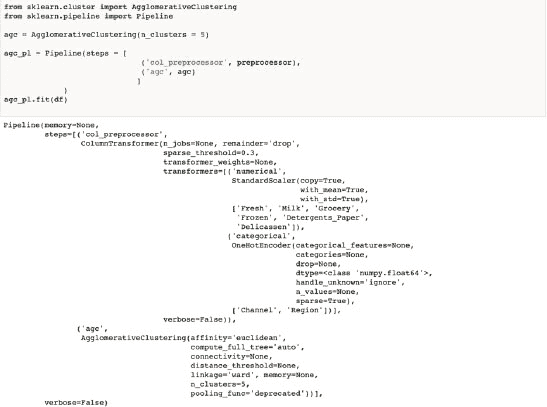 from sklearn.cluster import AgglomerativeClustering
from sklearn.pipeline import Pipeline
agc = AgglomerativeClustering(n_clusters = 5)
agc_pl = Pipeline(steps = [
('col_preprocessor', preprocessor),
('agc', agc)
]
)
agc_pl.fit(df)
Pipeline(memory=None,
steps=[('col_preprocessor',
ColumnTransformer(n_jobs=None, remainder='drop',
sparse_threshold=0.3,
transformer_weights=None,
transformers=[('numerical',
StandardScaler(copy=True,
with_mean=True,
with_std=True),
['Fresh', 'Milk', 'Grocery',
'Frozen', 'Detergents_Paper',
'Delicassen']),
('categorical',
OneHotEncoder(categorical_features=None,
categories=None,
drop=None,
dtype=<class 'numpy.float64'>,
handle_unknown='ignore',
n_values=None,
sparse=True),
['Channel', 'Region'])],
verbose=False)),
('agc',
AgglomerativeClustering(affinity='euclidean',
compute_full_tree='auto',
connectivity=None,
distance_threshold=None,
linkage='ward', memory=None,
n_clusters=5,
pooling_func='deprecated'))],
verbose=False)